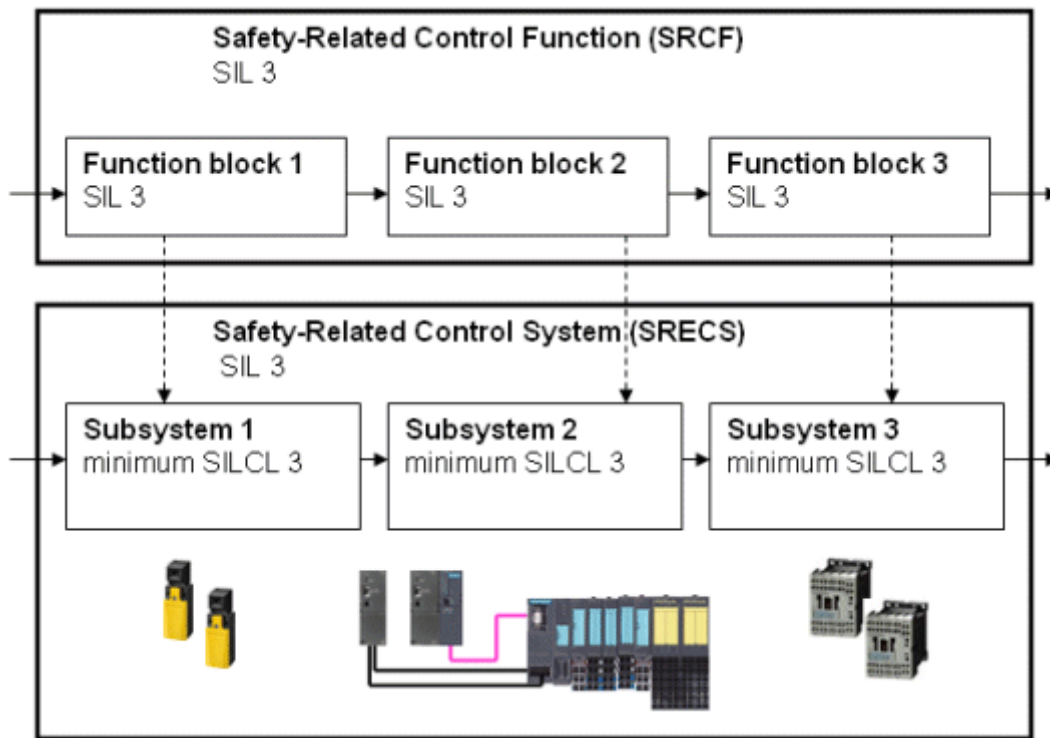 Safety-Related Control Function (SRCF)
SIL 3
Function block 1
SIL 3
Function block 2
SIL 3
Function block 3
SIL 3
Safety-Related Control System (SRECS)
SIL 3
Subsystem 1
minimum SILCL 3
Subsystem 2
minimum SILCL 3
Subsystem 3
minimum SILCL 3